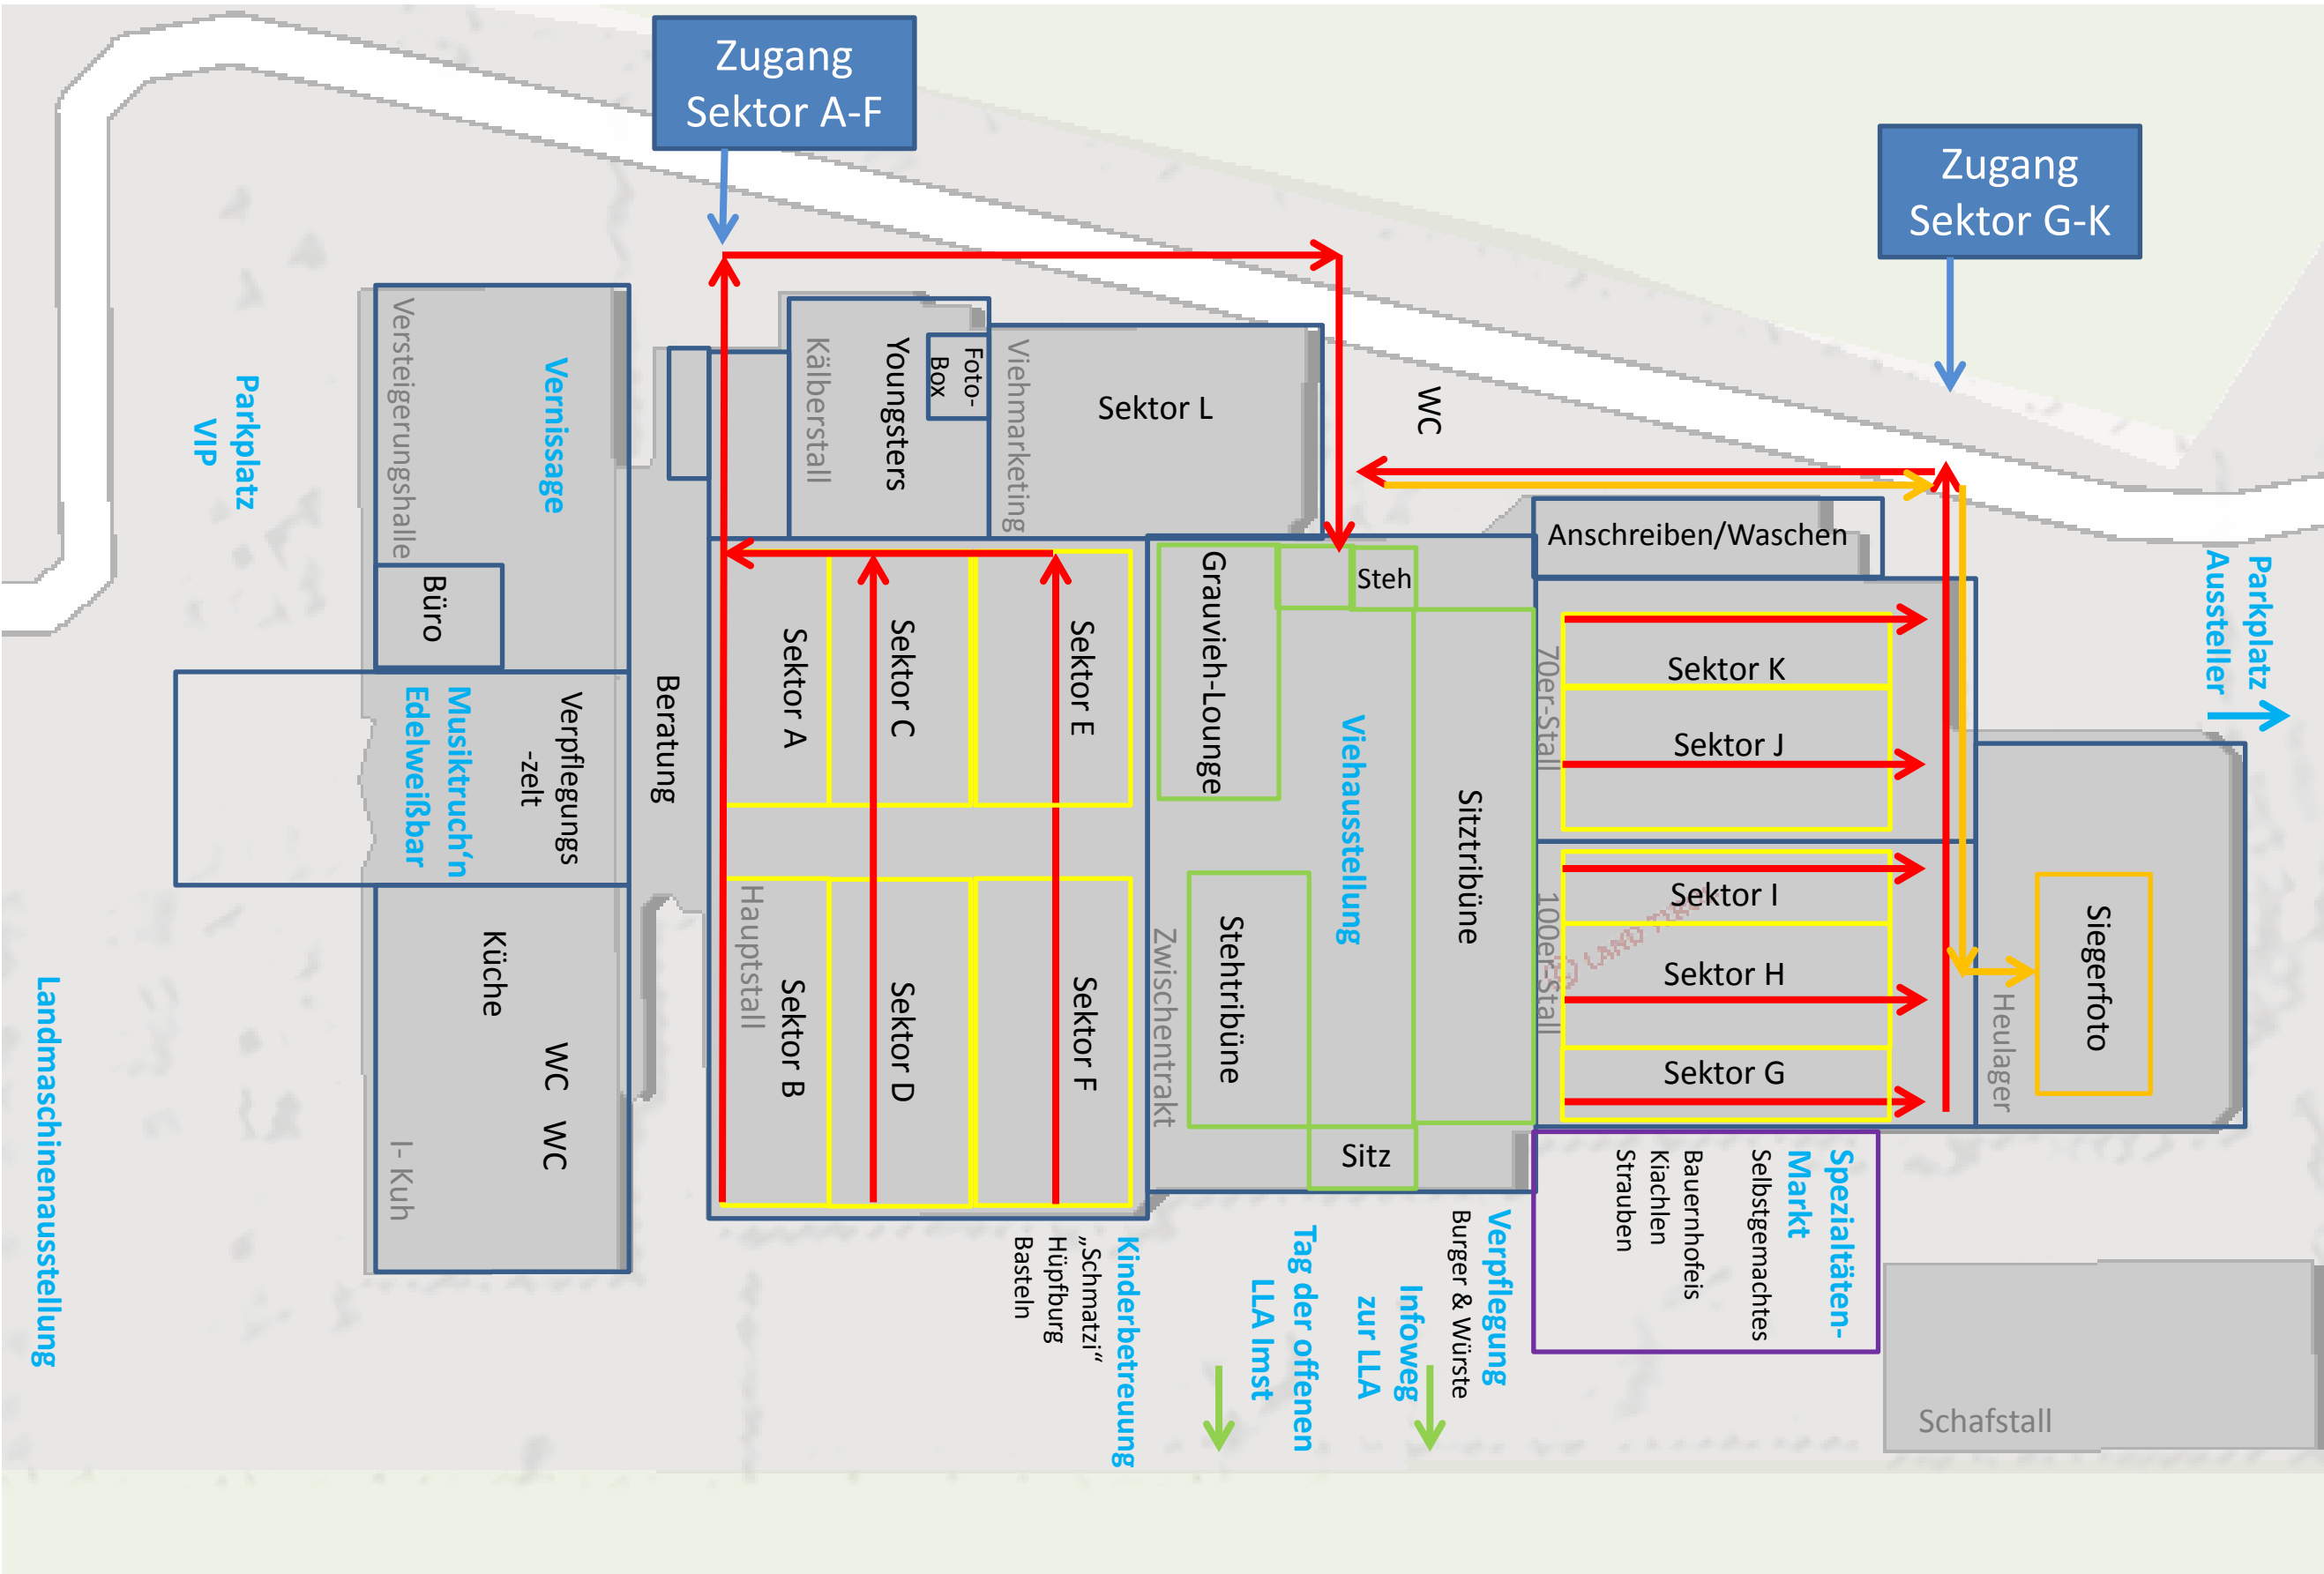 Zugang
Sektor A-F
Zugang
Sektor G-K
Parkplatz
VIP
Versteigerungshalle
Vernissage
Büro
Musiktruch‘n
Edelweißbar
Verpflegungs
-zelt
Küche
WC
WC
I- Kuh
Landmaschinenausstellung
Beratung
Kälberstall
Youngsters
Foto-
Box
Viehmarketing
Sektor L
WC
Sektor A
Sektor C
Sektor E
Hauptstall
Sektor B
Sektor D
Sektor F
Grauvieh-Lounge
Steh
Viehausstellung
Sitztribüne
Stehtribüne
Zwischentrakt
Sitz
Anschreiben/Waschen
70er-Stall
Sektor K
Sektor J
100er-Stall
Sektor I
Sektor H
Sektor G
LAND TIROL
Heulager
Siegerfoto
Parkplatz
Aussteller
Spezialtäten-
Markt
Selbstgemachtes
Bauernhofeis
Kiachlen
Strauben
Verpflegung
Burger & Würste
Infoweg
zur LLA
Tag der offenen
LLA Imst
Kinderbetreuung
„Schmatzi“
Hüpfburg
Basteln
Schafstall